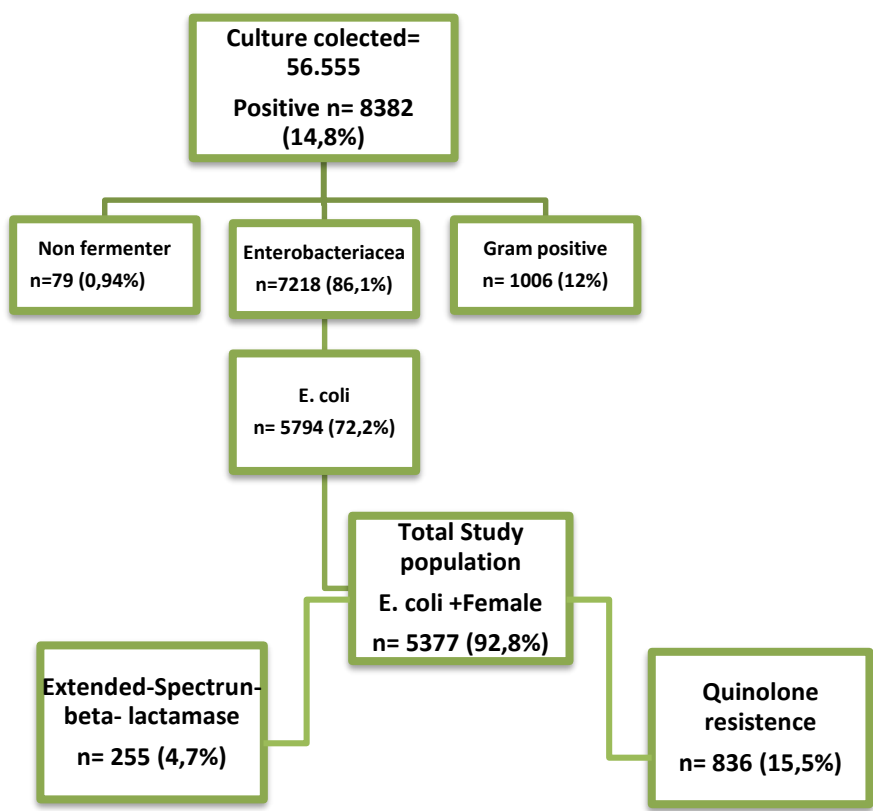 Culture colected=
56.555
Positive n= 8382
(14,8%)
Non fermenter
n=79 (0,94%)
Enterobacteriacea
n=7218 (86,1%)
Gram positive
n= 1006 (12%)
E. coli
n= 5794 (72,2%)
Total Study
population
E. coli +Female
n= 5377 (92,8%)
Extended-Spectrun-
beta- lactamase
n= 255 (4,7%)
Quinolone
resistence
n= 836 (15,5%)